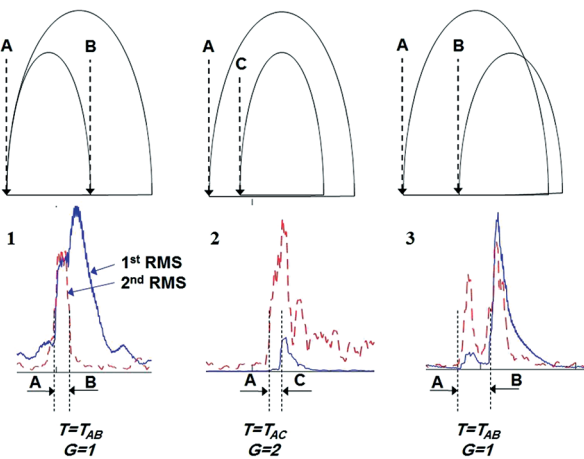 A B
A C
A B
1 1st RMS
2nd RMS
2
3
A B
A C
A B
T=TAB
G=1
T=TAC
G=2
T=TAB
G=1